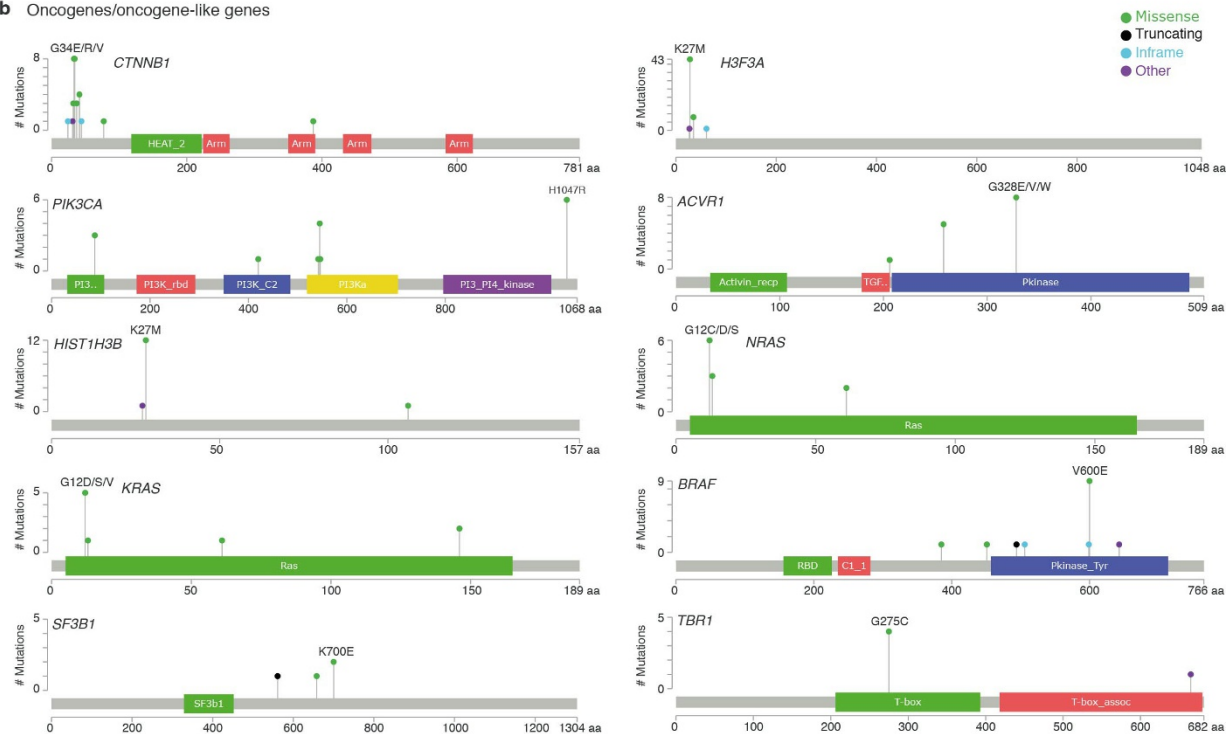 b Oncogenes/oncogene-like genes
Missense
Truncating
Inframe
Other
G34E/R/V
CTNNB1
8
# Mutations
0
HEAT_2 Arm Arm Arm Arm
0 200 400 600 781 aa
K27M
H3F3A
43
# Mutations
0
0 200 400 600 800 1048 aa
H1047R
PIK3CA
6
# Mutations
0
PI3.. PI3K_rbd PI3K_C2 PI3Ka PI3_PI4_kinase
0 200 400 600 800 1068 aa
G328E/V/W
ACVR1
8
# Mutations
0
Activin_recp TGF.. Pkinase
0 100 200 300 400 509 aa
K27M
HIST1H3B
12
# Mutations
0
0 50 100 157 aa
G12C/D/S
NRAS
6
# Mutations
0
Ras
0 50 100 150 189 aa
G12D/S/V
KRAS
5
# Mutations
0
Ras
0 50 100 150 189 aa
V600E
BRAF
9
# Mutations
0
RBD C1_1 Pkinase_Tyr
0 200 400 600 766 aa
SF3B1
5
K700E
# Mutations
0
SF3b1
0 200 400 600 800 1000 1200 1304 aa
G275C
TBR1
5
# Mutations
0
T-box T-box_assoc
0 100 200 300 400 500 600 682 aa